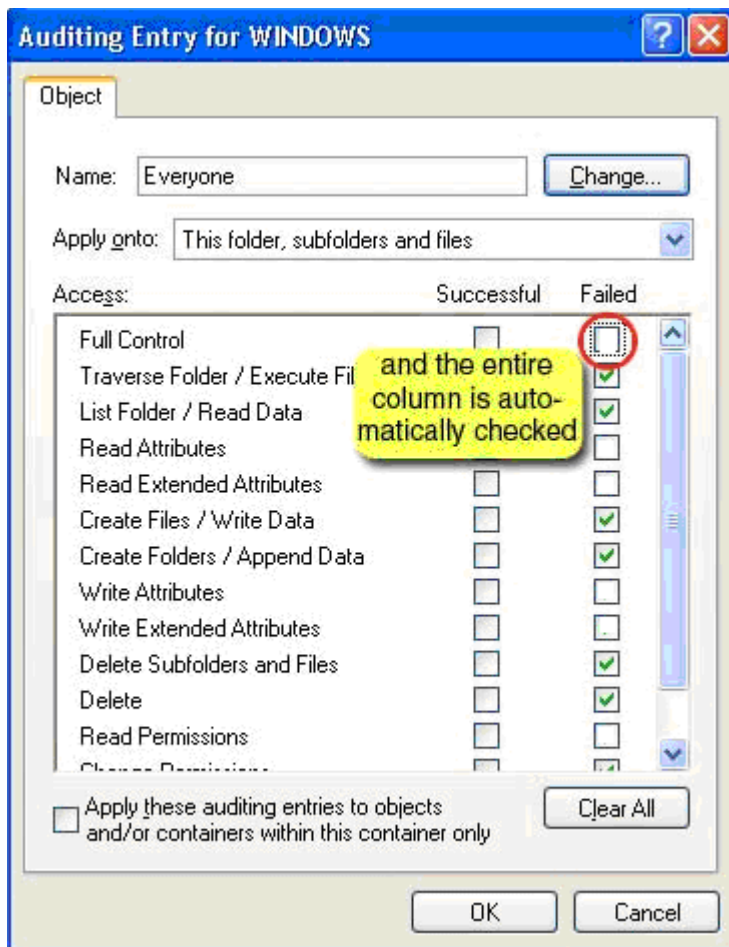 Auditing Entry for WINDOWS
Object
Name: Everyone Change...
Apply onto: This folder, subfolders and files
Access: Successful Failed
Full Control
and the entire
column is auto-
matically checked
Traverse Folder / Execute Fil
List Folder / Read Data
Read Attributes
Read Extended Attributes
Create Files / Write Data
Create Folders / Append Data
Write Attributes
Write Extended Attributes
Delete Subfolders and Files
Delete
Read Permissions
Change Permissions
Apply these auditing entries to objects
and/or containers within this container only
Clear All
OK Cancel